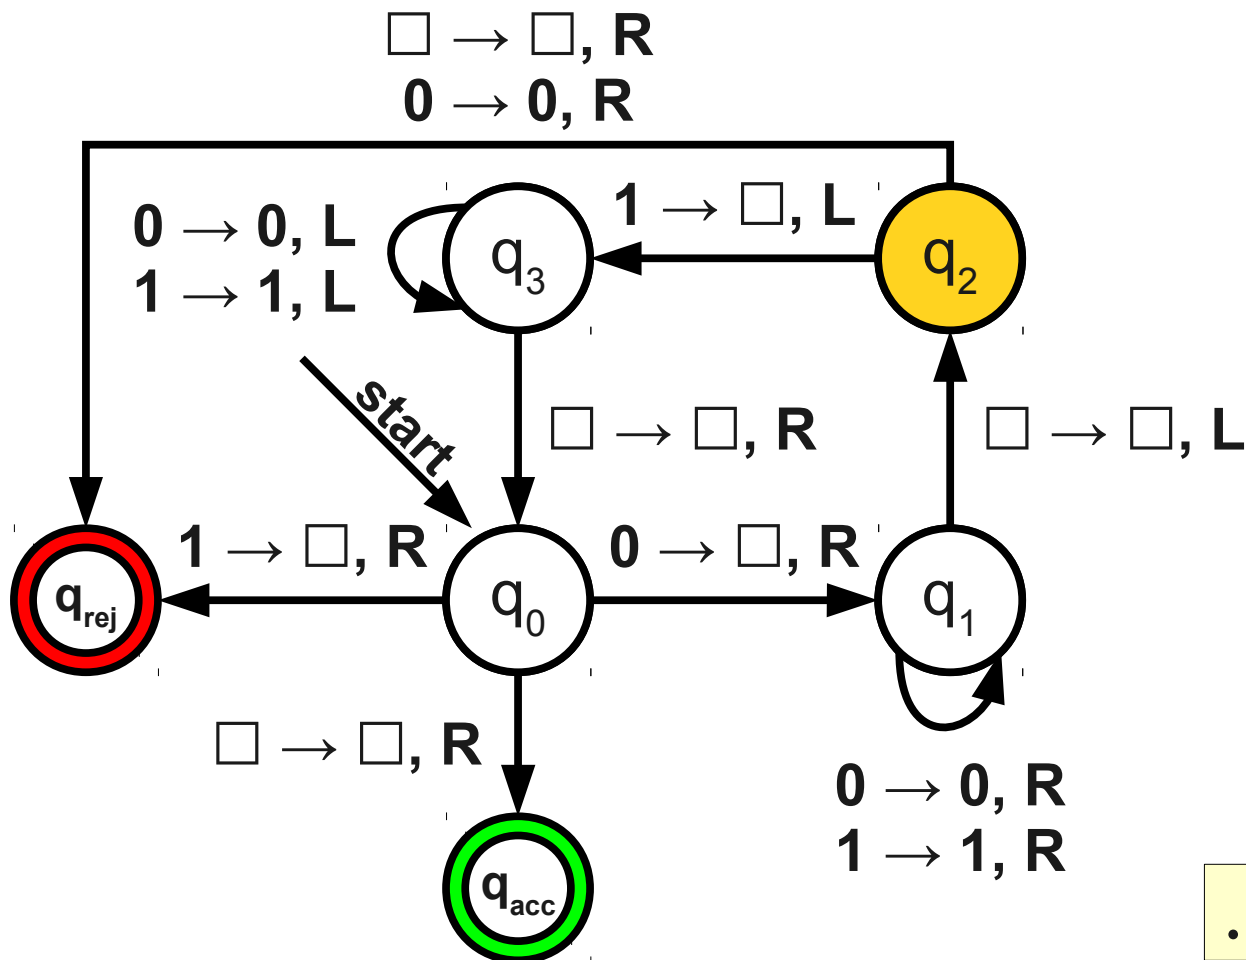 □ → □, R
0 → 0, R
0 → 0, L
1 → 1, L
q3
1 → □, L
q2
start
□ → □, R
□ → □, L
qrej
1 → □, R
q0
0 → □, R
q1
□ → □, R
0 → 0, R
1 → 1, R
qacc
.